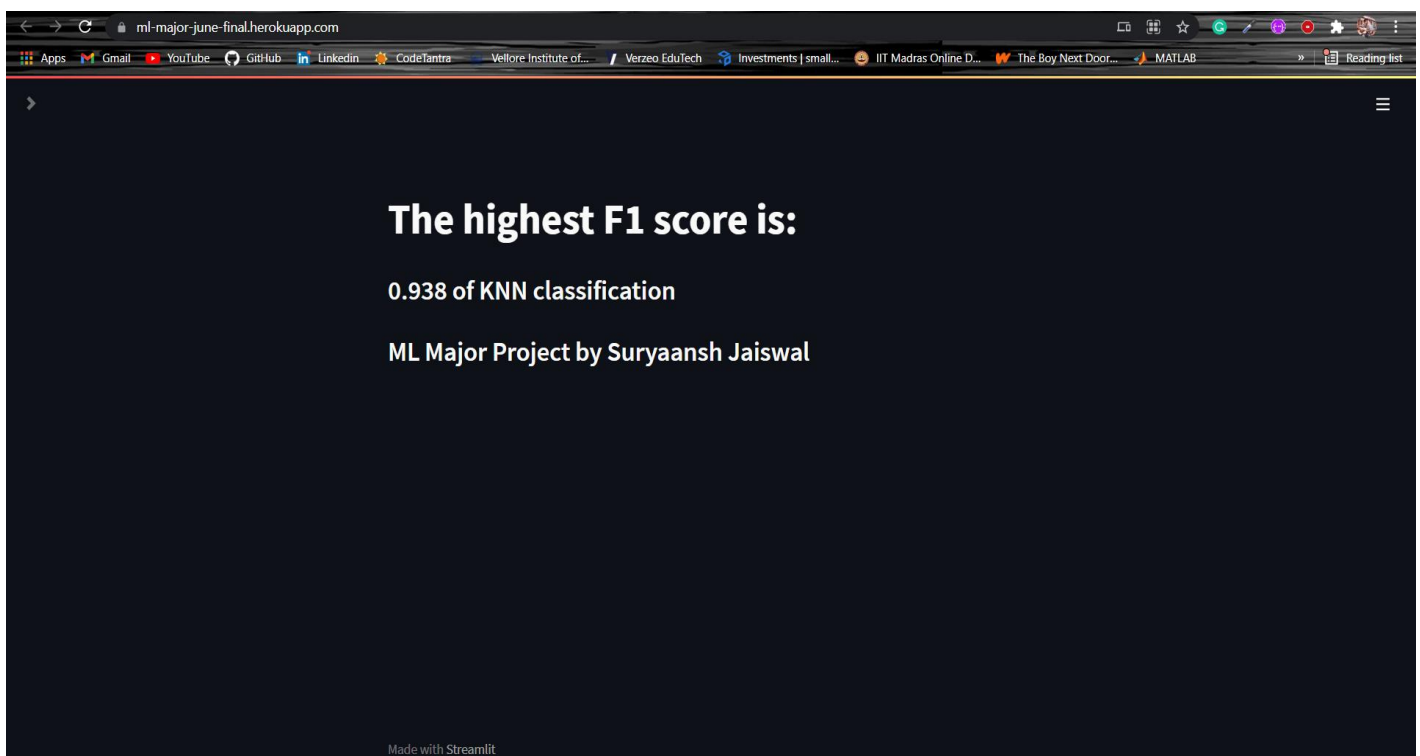 ml-major-june-final.herokuapp.com
Apps Gmail YouTube GitHub Linkedin CodeTantra Vellore Institute of... Verzeo EduTech Investments | small... IIT Madras Online D... The Boy Next Door... MATLAB » Reading list
The highest F1 score is:
0.938 of KNN classification
ML Major Project by Suryaansh Jaiswal
Made with Streamlit